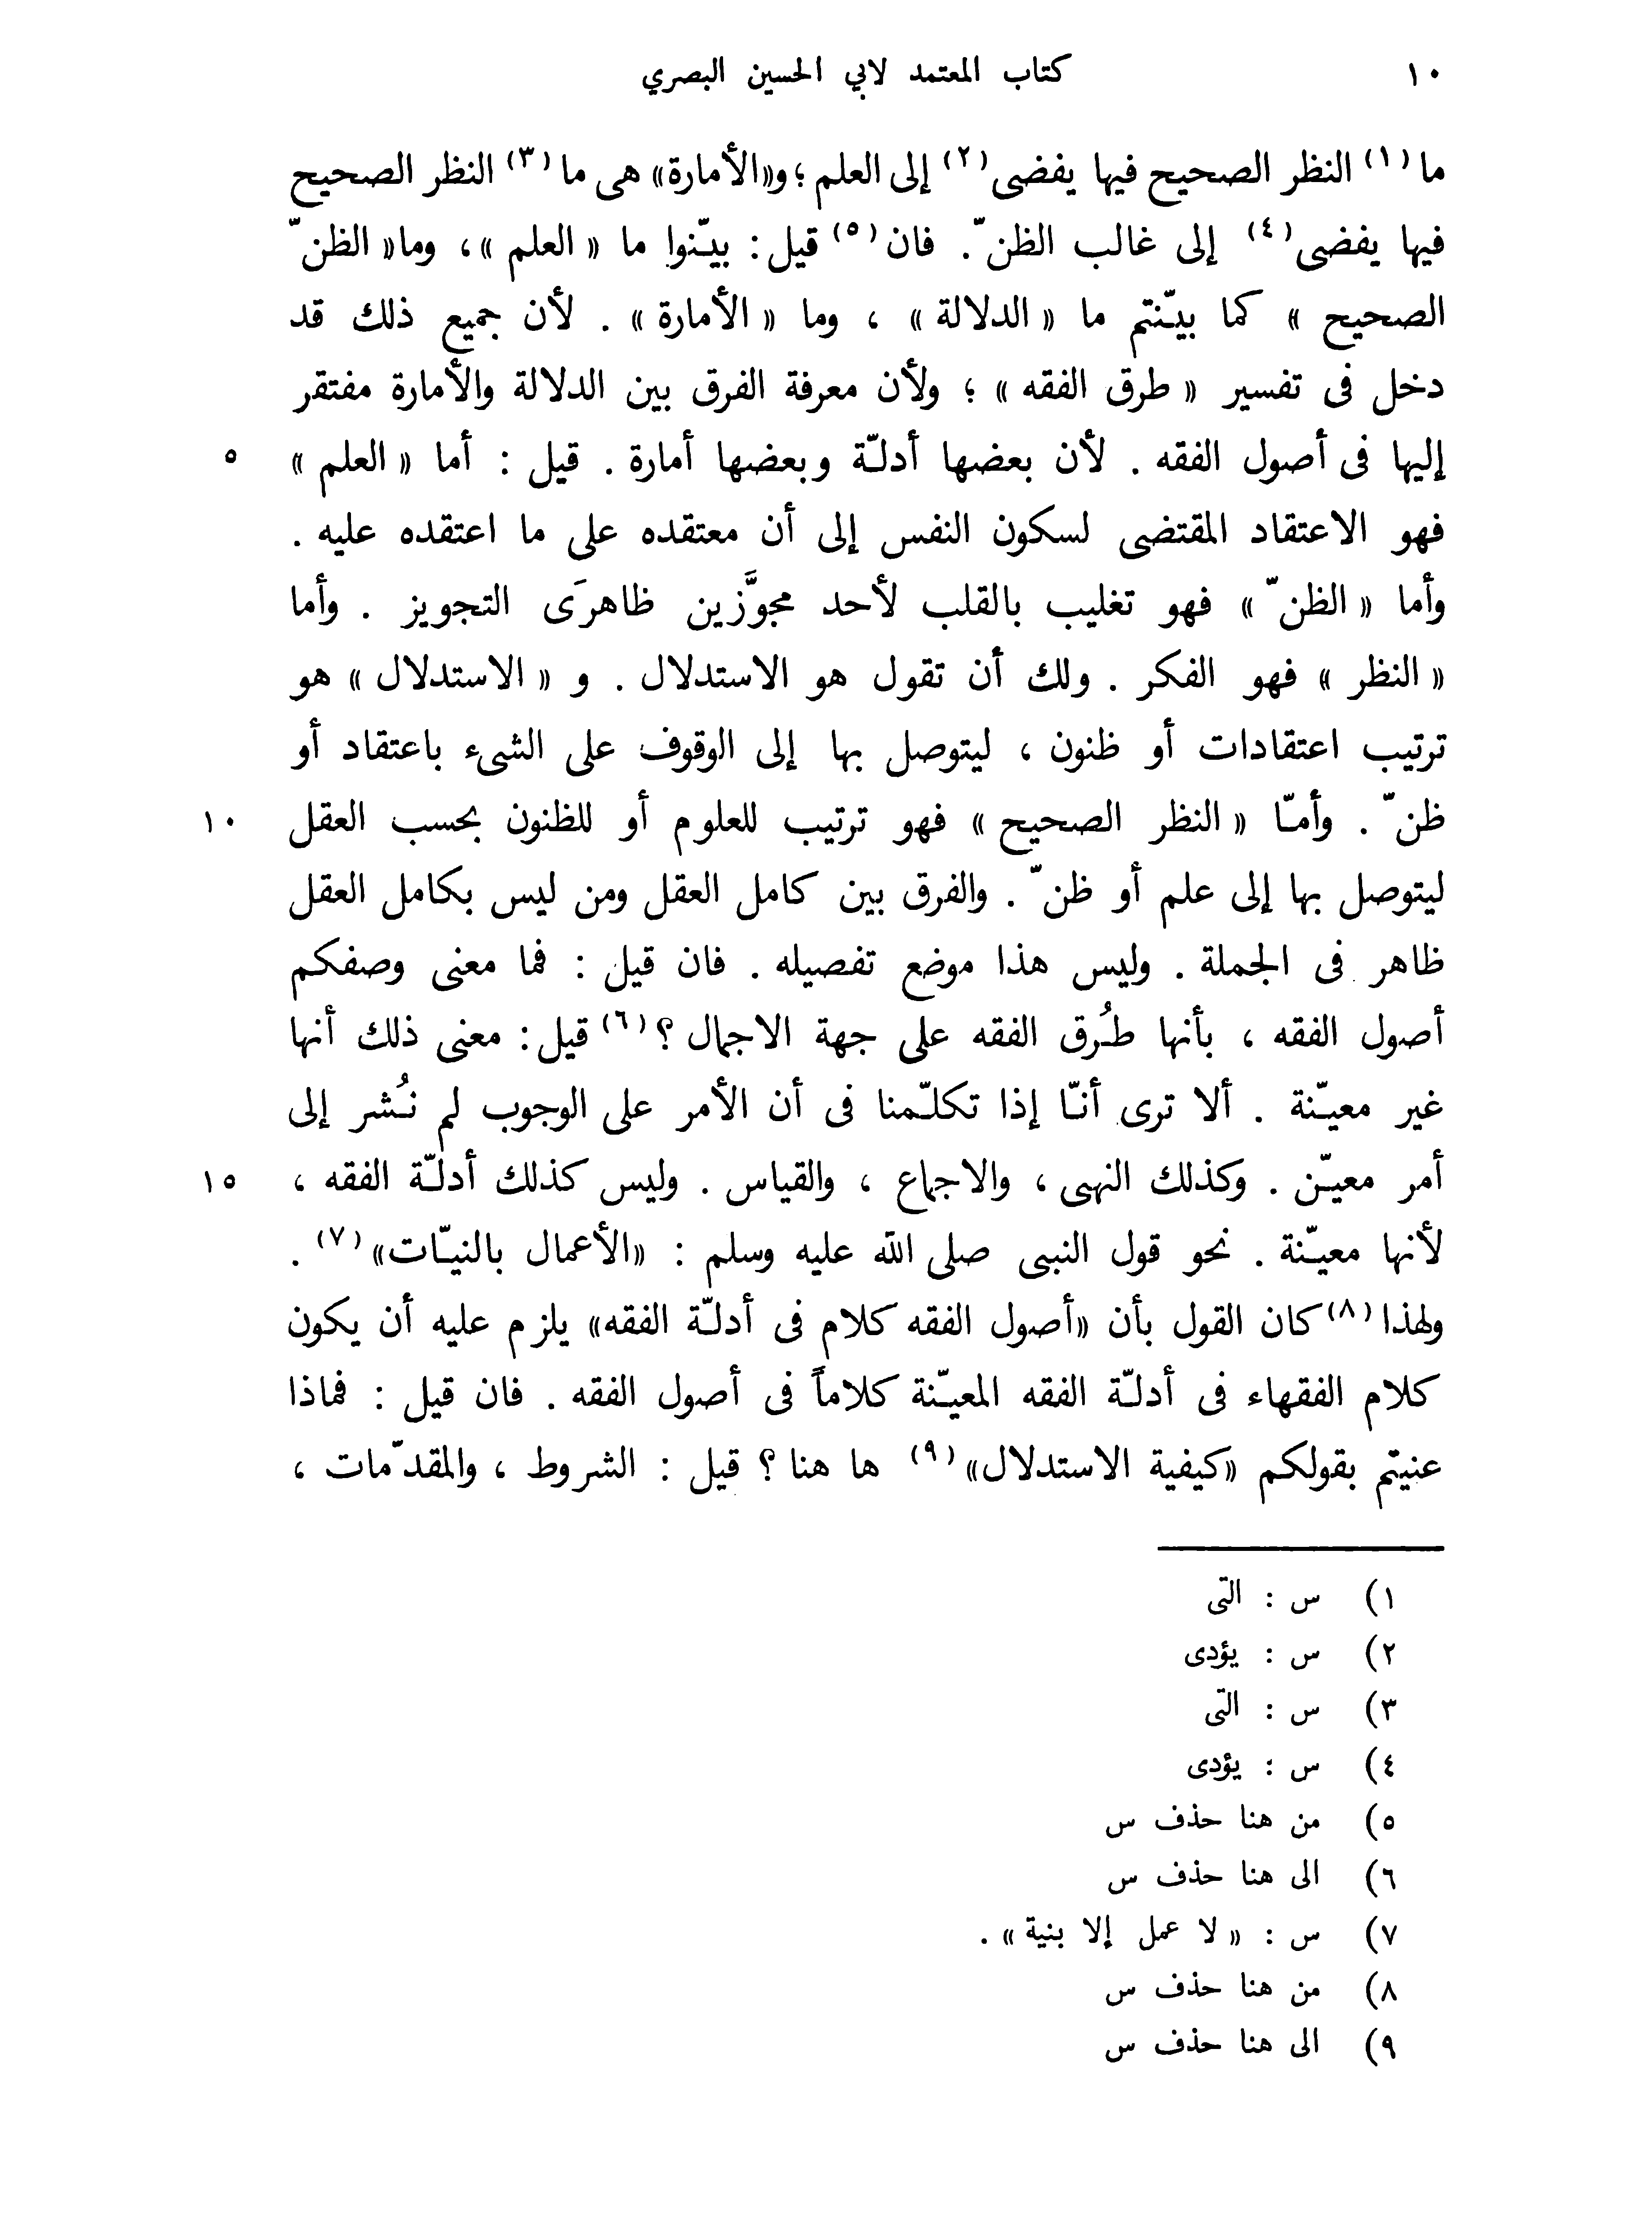 ١٠ كتاب المعتمد لابي الحسين البصري
ما(١) النظر الصحيح فيها يفضى(٢) إلى العلم ؛ و«الأمارة» هى ما(٣) النظر الصحيح
فيها يفضى(٤) إلى غالب الظنّ . فان(٥) قيل : بيّنوا ما « العلم » ، وما « الظنّ
الصحيح » كما بيّنتم ما « الدلالة » ، وما « الأمارة » . لأن جميع ذلك قد
دخل فى تفسير « طرق الفقه » ؛ ولأن معرفة الفرق بين الدلالة والأمارة مفتقر
إليها فى أصول الفقه . لأن بعضها أدلّة وبعضها أمارة . قيل : أما « العلم » ٥
فهو الاعتقاد المقتضى لسكون النفس إلى أن معتقده على ما اعتقده عليه .
وأما « الظنّ » فهو تغليب بالقلب لأحد مجوَّزين ظاهرَى التجويز . وأما
« النظر » فهو الفكر . ولك أن تقول هو الاستدلال . و « الاستدلال » هو
ترتيب اعتقادات أو ظنون ، ليتوصل بها إلى الوقوف على الشىء باعتقاد أو
ظنّ . وأمّا « النظر الصحيح » فهو ترتيب للعلوم أو للظنون بحسب العقل ١٠
ليتوصل بها إلى علم أو ظنّ . والفرق بين كامل العقل ومن ليس بكامل العقل
ظاهر فى الجملة . وليس هذا موضع تفصيله . فان قيل : فما معنى وصفكم
أصول الفقه ، بأنها طُرق الفقه على جهة الاجمال ؟(٦) قيل : معنى ذلك أنها
غير معيّنة . ألا ترى أنّا إذا تكلّمنا فى أن الأمر على الوجوب لم نُشر إلى
أمر معيّن . وكذلك النهى ، والاجماع ، والقياس . وليس كذلك أدلّة الفقه ، ١٥
لأنها معيّنة . نحو قول النبى صلى الله عليه وسلم : «الأعمال بالنيّات»(٧) .
ولهذا(٨) كان القول بأن «أصول الفقه كلام فى أدلّة الفقه» يلزم عليه أن يكون
كلام الفقهاء فى أدلّة الفقه المعيّنة كلاماً فى أصول الفقه . فان قيل : فماذا
عنيتم بقولكم «كيفية الاستدلال»(٩) ها هنا ؟ قيل : الشروط ، والمقدّمات ،
١) س : التى
٢) س : يؤدى
٣) س : التى
٤) س : يؤدى
٥) من هنا حذف س
٦) الى هنا حذف س
٧) س : « لا عمل إلا بنية » .
٨) من هنا حذف س
٩) الى هنا حذف س